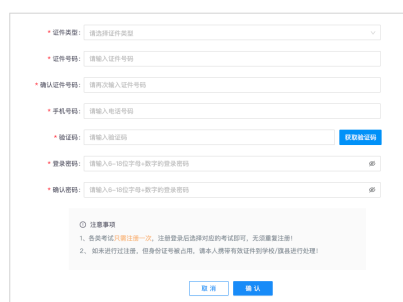 * 证件类型: 请选择证件类型
* 证件号码: 请输入证件号码
* 确认证件号码: 请再次输入证件号码
* 手机号码: 请输入电话号码
* 验证码: 请输入验证码 获取验证码
* 登录密码: 请输入6-18位字母+数字的登录密码
* 确认密码: 请输入6-18位字母+数字的登录密码
注意事项
1、各类考试只需注册一次，注册登录后选择对应的考试即可，无须重复注册！
2、 如未进行过注册，但身份证号被占用，请本人携带有效证件到学校/旗县进行处理！
取 消 确 认